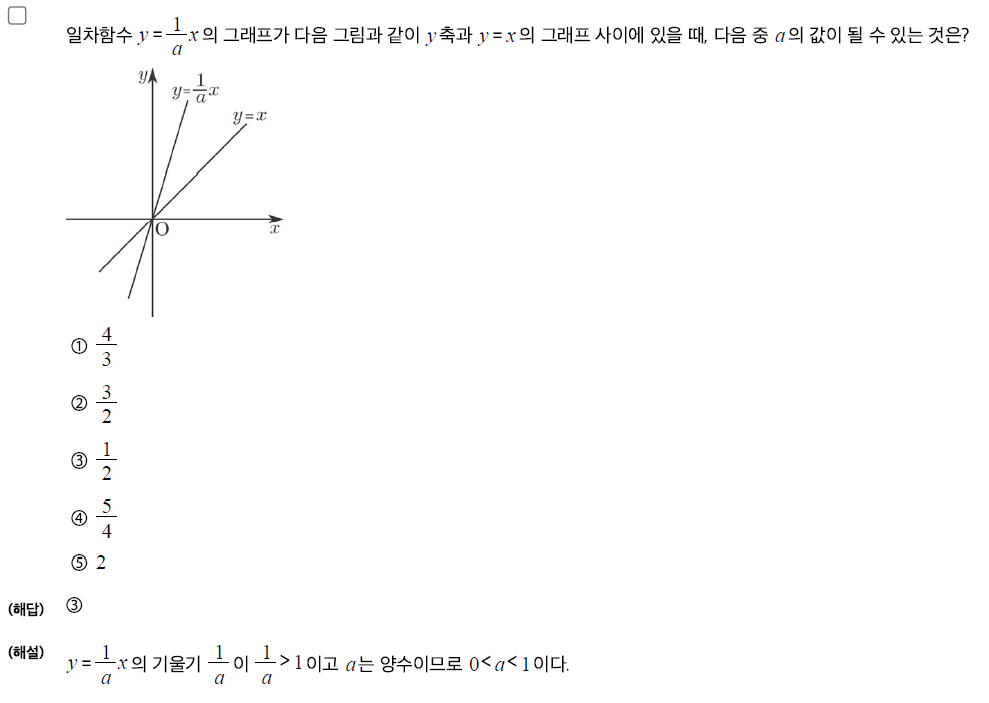 일차함수 y=1/a x의 그래프가 다음 그림과 같이 y축과 y=x의 그래프 사이에 있을 때, 다음 중 a의 값이 될 수 있는 것은?
y
y=1/a x
y=x
O
x
① 4/3
② 3/2
③ 1/2
④ 5/4
⑤ 2
(해답) ③
(해설) y=1/a x의 기울기 1/a이 1/a>1이고 a는 양수이므로 0<a<1이다.